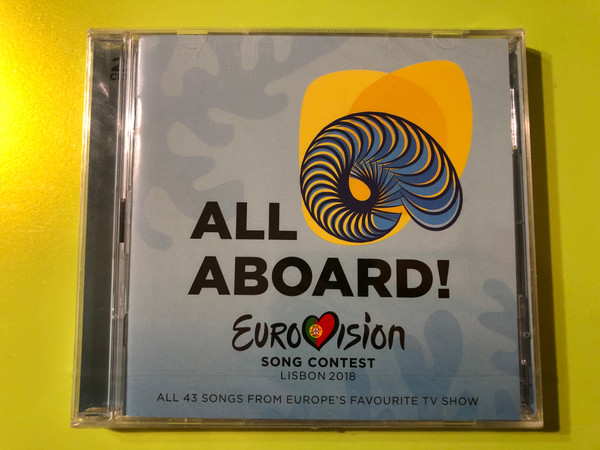 ALL
ABOARD!
EUROVISION
SONG CONTEST
LISBON 2018
ALL 43 SONGS FROM EUROPE'S FAVOURITE TV SHOW